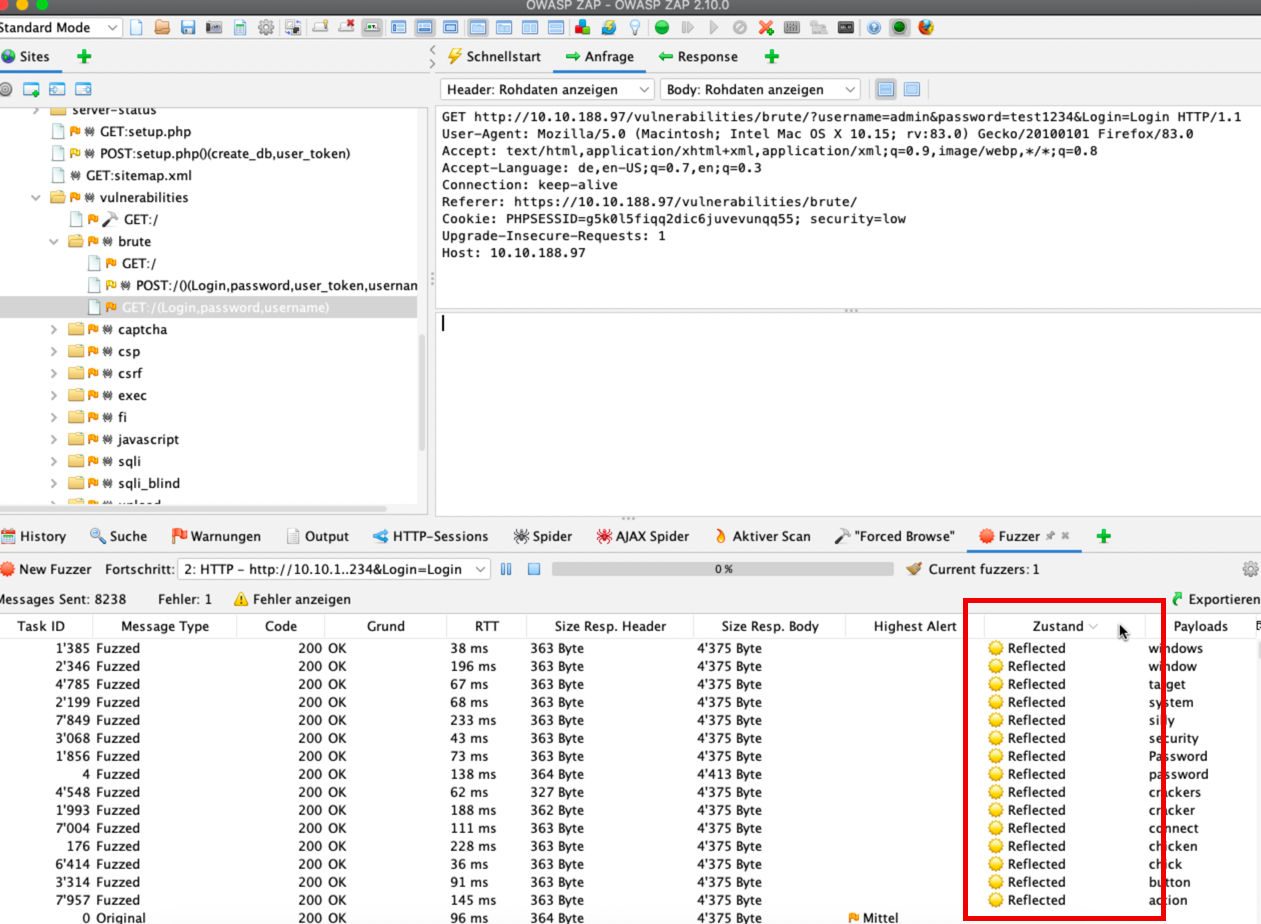 OWASP ZAP - OWASP ZAP 2.10.0
Standard Mode
Sites
Schnellstart Anfrage Response
Header: Rohdaten anzeigen Body: Rohdaten anzeigen
server-status
GET:setup.php
POST:setup.php()(create_db,user_token)
GET:sitemap.xml
vulnerabilities
GET:/
brute
GET:/
POST:/()(Login,password,user_token,usernam
GET:/(Login,password,username)
captcha
csp
csrf
exec
fi
javascript
sqli
sqli_blind
GET http://10.10.188.97/vulnerabilities/brute/?username=admin&password=test1234&Login=Login HTTP/1.1
User-Agent: Mozilla/5.0 (Macintosh; Intel Mac OS X 10.15; rv:83.0) Gecko/20100101 Firefox/83.0
Accept: text/html,application/xhtml+xml,application/xml;q=0.9,image/webp,*/*;q=0.8
Accept-Language: de,en-US;q=0.7,en;q=0.3
Connection: keep-alive
Referer: https://10.10.188.97/vulnerabilities/brute/
Cookie: PHPSESSID=g5k0l5fiqq2dic6juvevunqq55; security=low
Upgrade-Insecure-Requests: 1
Host: 10.10.188.97
History Suche Warnungen Output HTTP-Sessions Spider AJAX Spider Aktiver Scan "Forced Browse" Fuzzer
New Fuzzer Fortschritt: 2: HTTP - http://10.10.1..234&Login=Login 0 % Current fuzzers: 1
Messages Sent: 8238 Fehler: 1 Fehler anzeigen Exportieren
Task ID Message Type Code Grund RTT Size Resp. Header Size Resp. Body Highest Alert Zustand Payloads
1'385 Fuzzed 200 OK 38 ms 363 Byte 4'375 Byte Reflected windows
2'346 Fuzzed 200 OK 196 ms 363 Byte 4'375 Byte Reflected window
4'785 Fuzzed 200 OK 67 ms 363 Byte 4'375 Byte Reflected target
2'199 Fuzzed 200 OK 68 ms 363 Byte 4'375 Byte Reflected system
7'849 Fuzzed 200 OK 233 ms 363 Byte 4'375 Byte Reflected silly
3'068 Fuzzed 200 OK 43 ms 363 Byte 4'375 Byte Reflected security
1'856 Fuzzed 200 OK 73 ms 363 Byte 4'375 Byte Reflected Password
4 Fuzzed 200 OK 138 ms 364 Byte 4'413 Byte Reflected password
4'548 Fuzzed 200 OK 62 ms 327 Byte 4'375 Byte Reflected crackers
1'993 Fuzzed 200 OK 188 ms 362 Byte 4'375 Byte Reflected cracker
7'004 Fuzzed 200 OK 111 ms 363 Byte 4'375 Byte Reflected connect
176 Fuzzed 200 OK 228 ms 363 Byte 4'375 Byte Reflected chicken
6'414 Fuzzed 200 OK 36 ms 363 Byte 4'375 Byte Reflected chick
3'314 Fuzzed 200 OK 91 ms 363 Byte 4'375 Byte Reflected button
7'957 Fuzzed 200 OK 145 ms 363 Byte 4'375 Byte Reflected action
0 Original 200 OK 96 ms 364 Byte 4'375 Byte Mittel